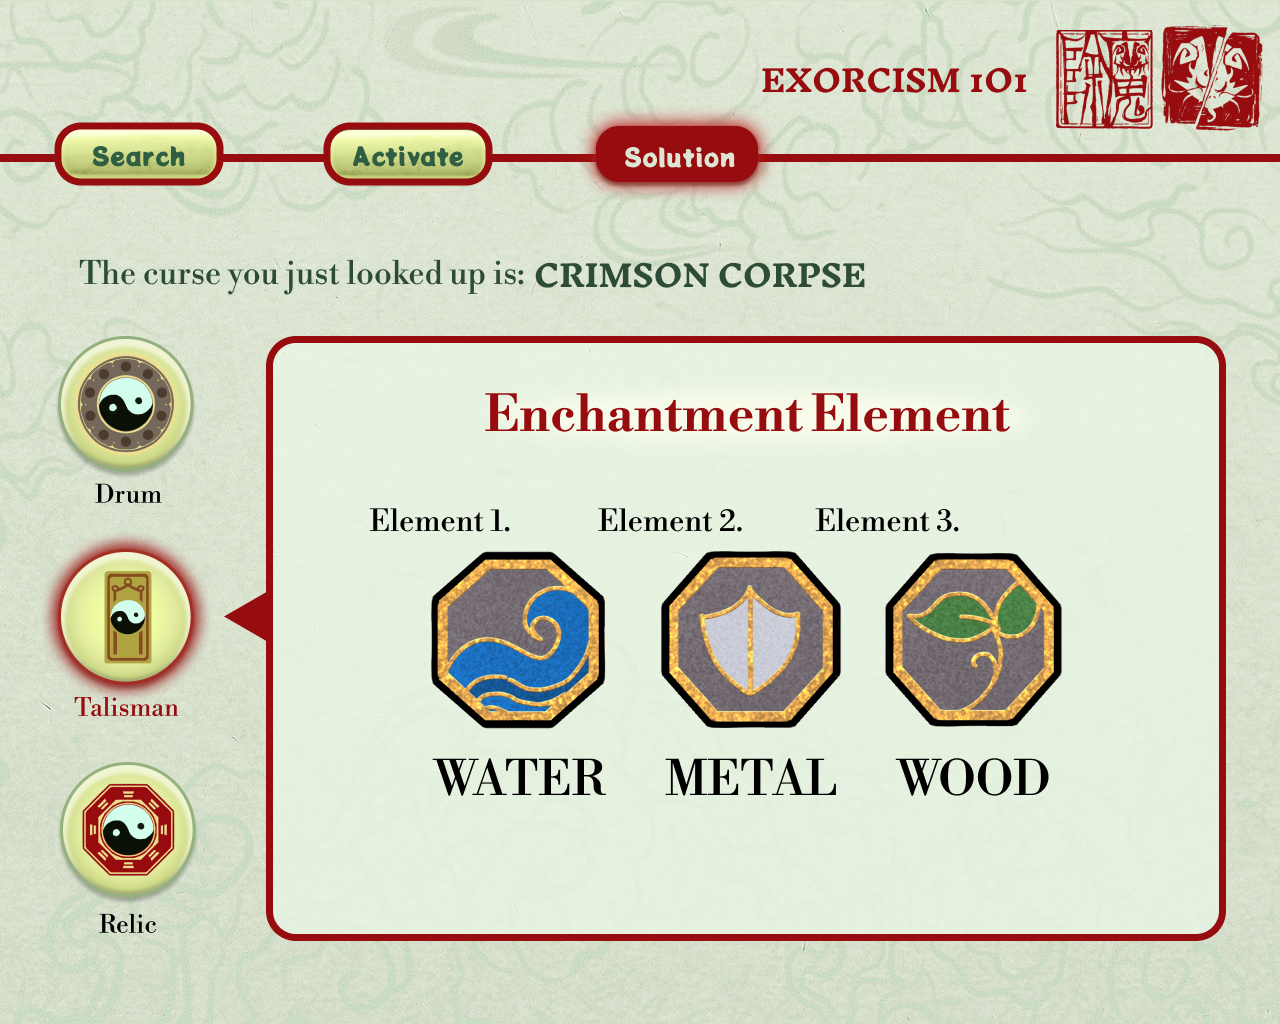 EXORCISM 101
Search
Activate
Solution
The curse you just looked up is: CRIMSON CORPSE
Enchantment Element
Element 1.
Element 2.
Element 3.
WATER
METAL
WOOD
Drum
Talisman
Relic